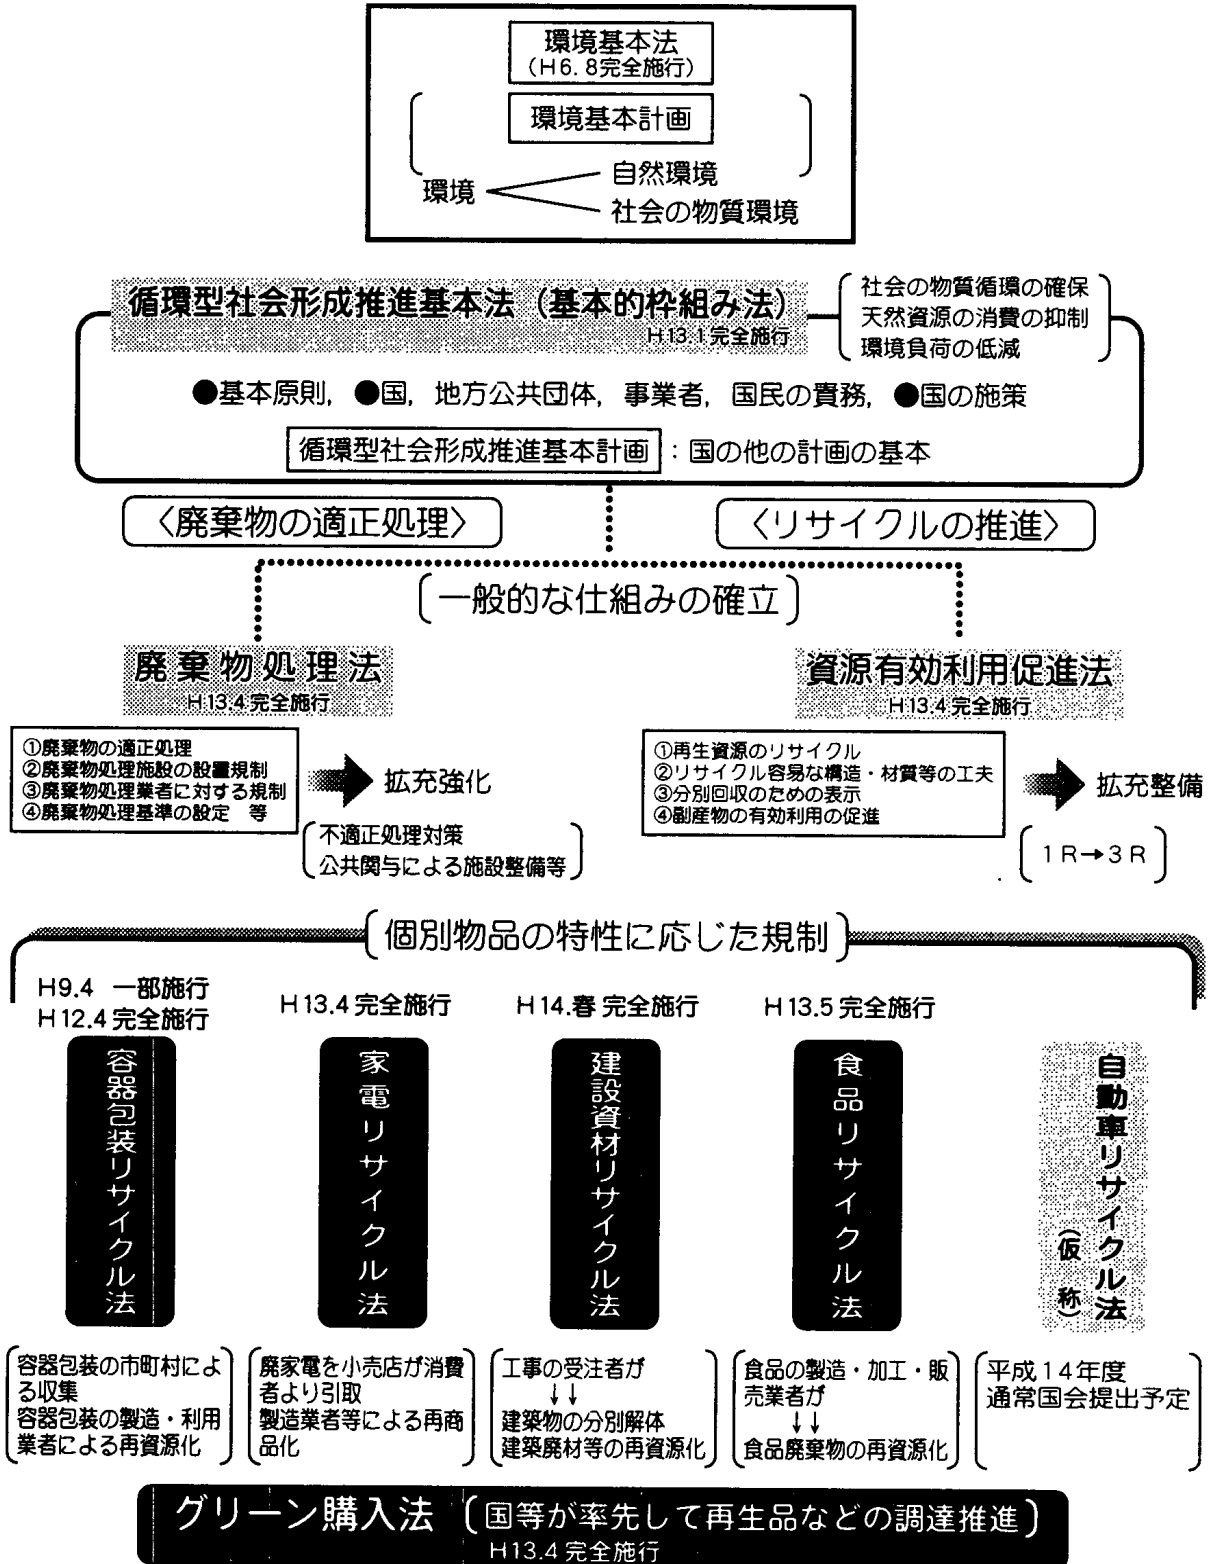 環境基本法
(H6.8完全施行)
環境基本計画
環境
自然環境
社会の物質環境
循環型社会形成推進基本法(基本的枠組み法)
H13.1完全施行
社会の物質循環の確保
天然資源の消費の抑制
環境負荷の低減
●基本原則,●国,地方公共団体,事業者,国民の責務,●国の施策
循環型社会形成推進基本計画:国の他の計画の基本
〈廃棄物の適正処理〉
〈リサイクルの推進〉
一般的な仕組みの確立
廃棄物処理法
H13.4完全施行
資源有効利用促進法
H13.4完全施行
①廃棄物の適正処理
②廃棄物処理施設の設置規制
③廃棄物処理業者に対する規制
④廃棄物処理基準の設定 等
拡充強化
不適正処理対策
公共関与による施設整備等
①再生資源のリサイクル
②リサイクル容易な構造・材質等の工夫
③分別回収のための表示
④副産物の有効利用の促進
拡充整備
1R→3R
個別物品の特性に応じた規制
H9.4 一部施行
H12.4完全施行
H13.4完全施行
H14.春完全施行
H13.5完全施行
容器包装リサイクル法
家電リサイクル法
建設資材リサイクル法
食品リサイクル法
自動車リサイクル法
(仮称)
容器包装の市町村によ
る収集
容器包装の製造・利用
業者による再資源化
廃家電を小売店が消費
者より引取
製造業者等による再商
品化
工事の受注者が
↓↓
建築物の分別解体
建築廃材等の再資源化
食品の製造・加工・販
売業者が
↓↓
食品廃棄物の再資源化
平成14年度
通常国会提出予定
グリーン購入法〔国等が率先して再生品などの調達推進〕
H13.4完全施行